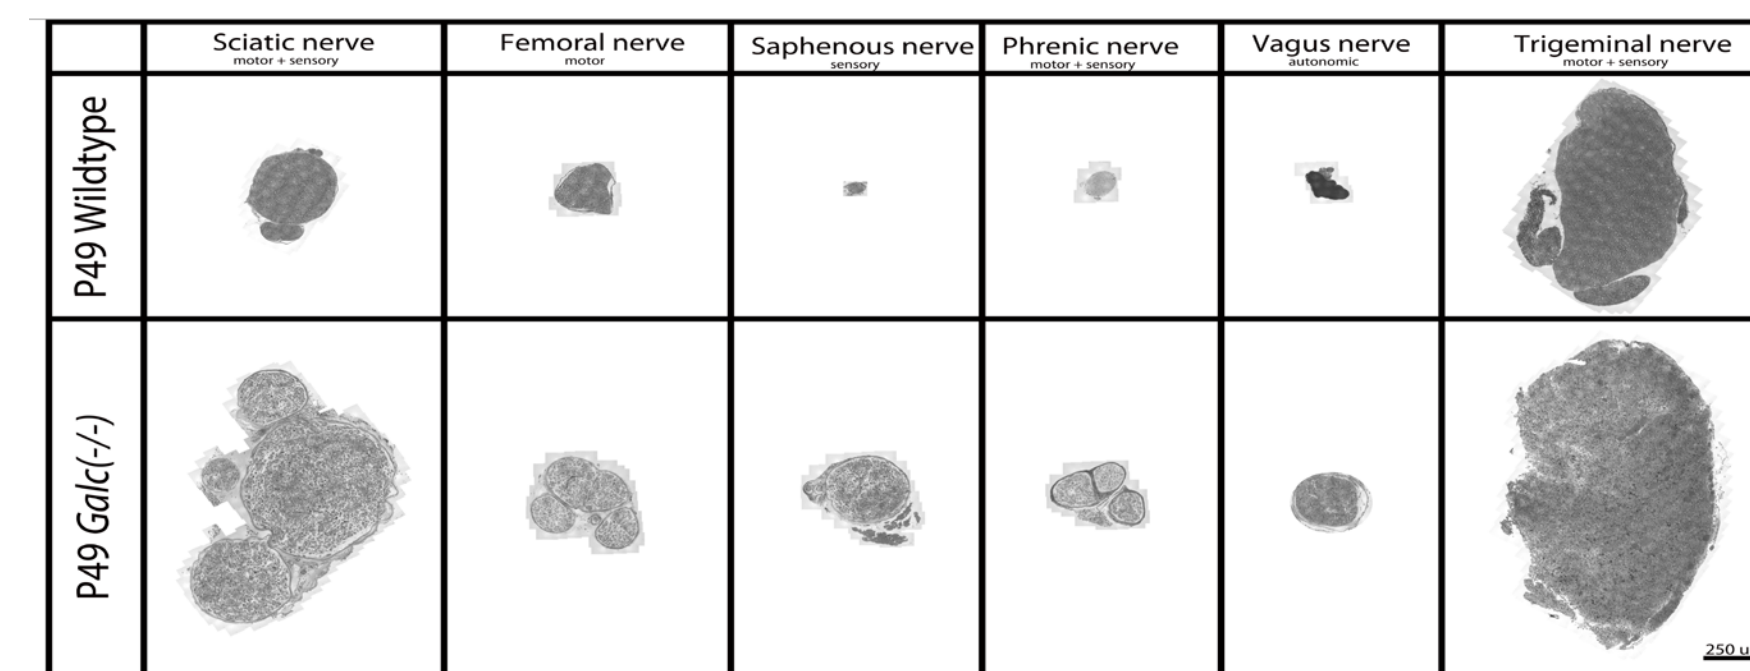 Sciatic nerve
motor + sensory
Femoral nerve
motor
Saphenous nerve
sensory
Phrenic nerve
motor + sensory
Vagus nerve
autonomic
Trigeminal nerve
motor + sensory
P49 Wildtype
P49 Galc(-/-)
250 u